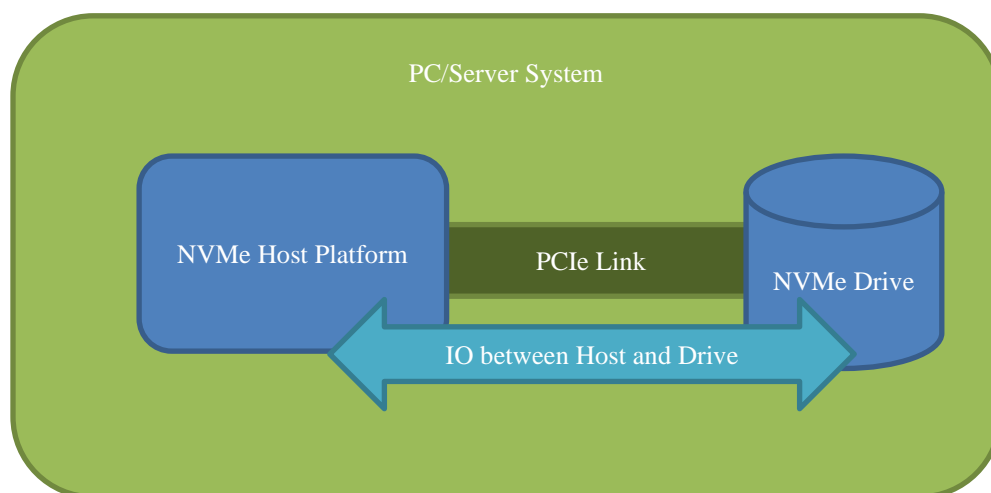 PC/Server System
NVMe Host Platform
PCIe Link
NVMe Drive
IO between Host and Drive